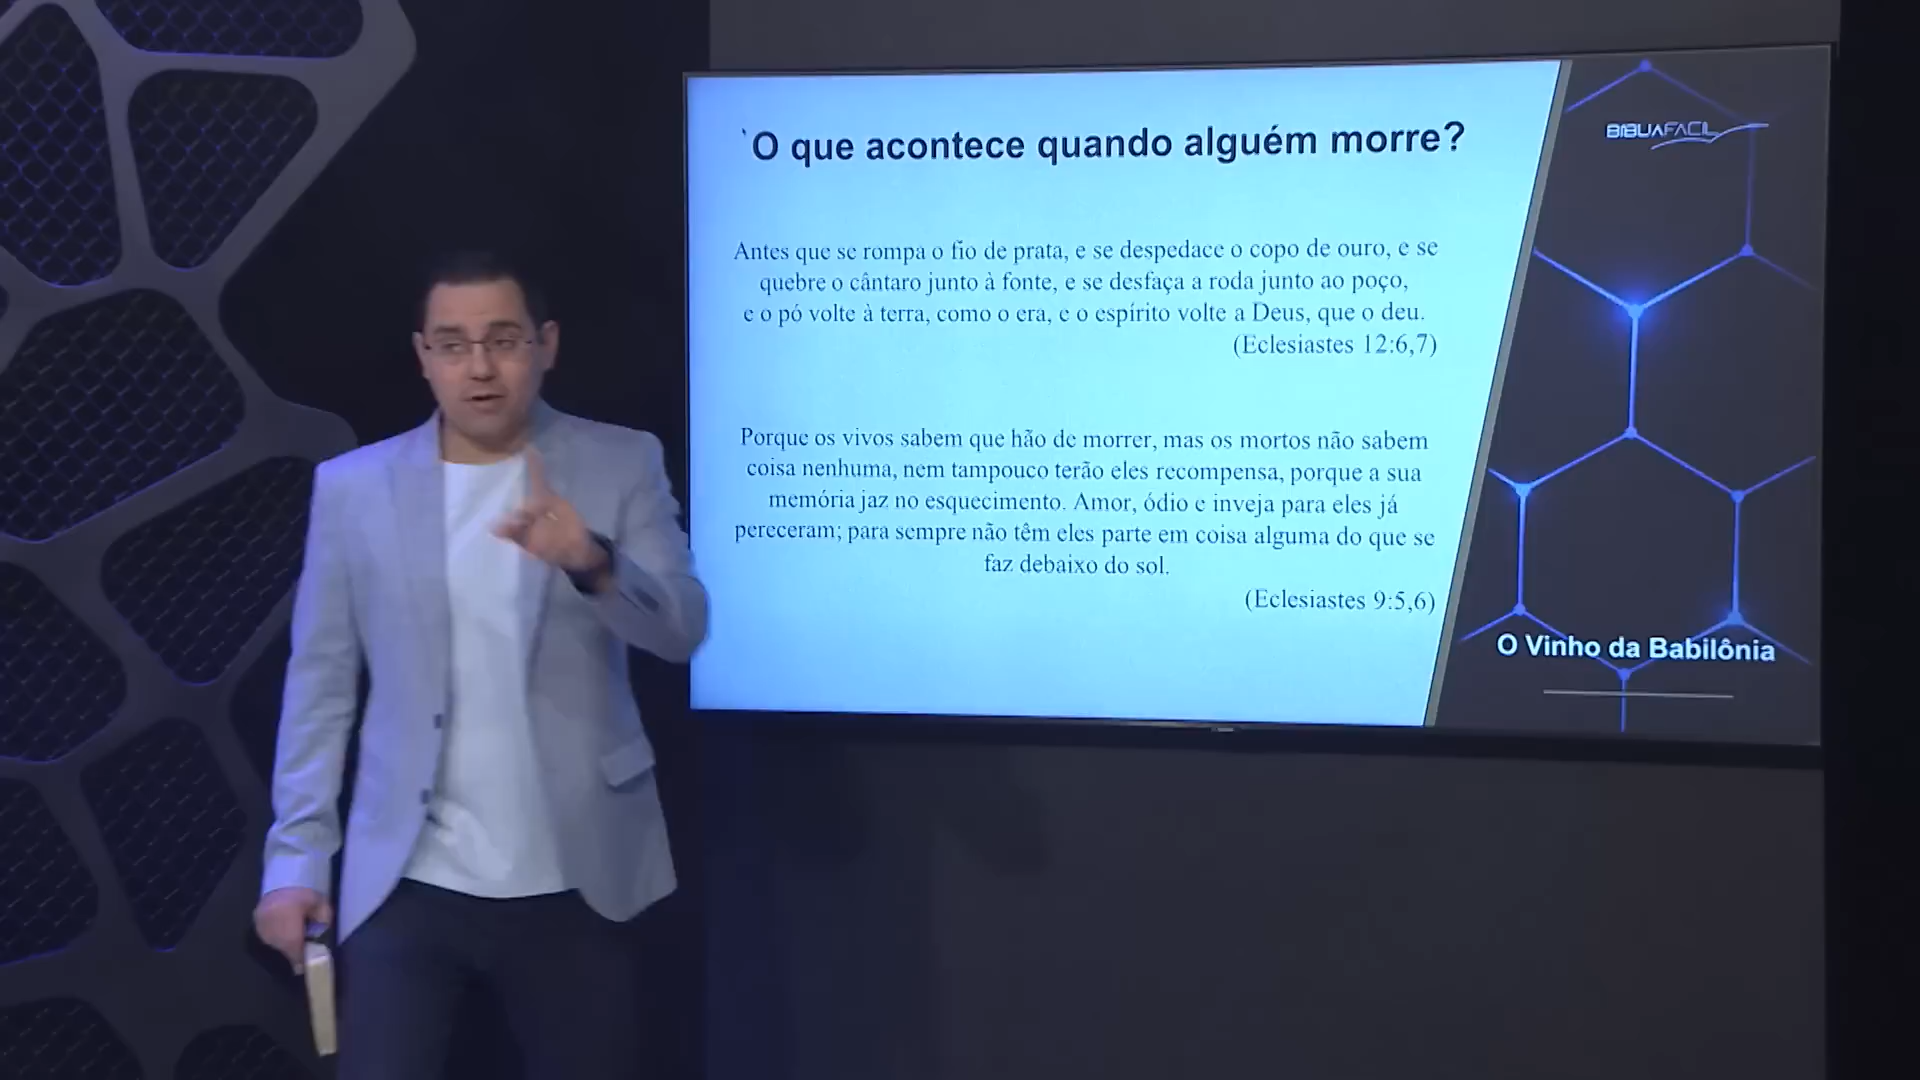 `O que acontece quando alguém morre?
Antes que se rompa o fio de prata, e se despedace o copo de ouro, e se
quebre o cântaro junto à fonte, e se desfaça a roda junto ao poço,
e o pó volte à terra, como o era, e o espírito volte a Deus, que o deu.
(Eclesiastes 12:6,7)
Porque os vivos sabem que hão de morrer, mas os mortos não sabem
coisa nenhuma, nem tampouco terão eles recompensa, porque a sua
memória jaz no esquecimento. Amor, ódio e inveja para eles já
pereceram; para sempre não têm eles parte em coisa alguma do que se
faz debaixo do sol.
(Eclesiastes 9:5,6)
BÍBLIAFÁCIL
O Vinho da Babilônia